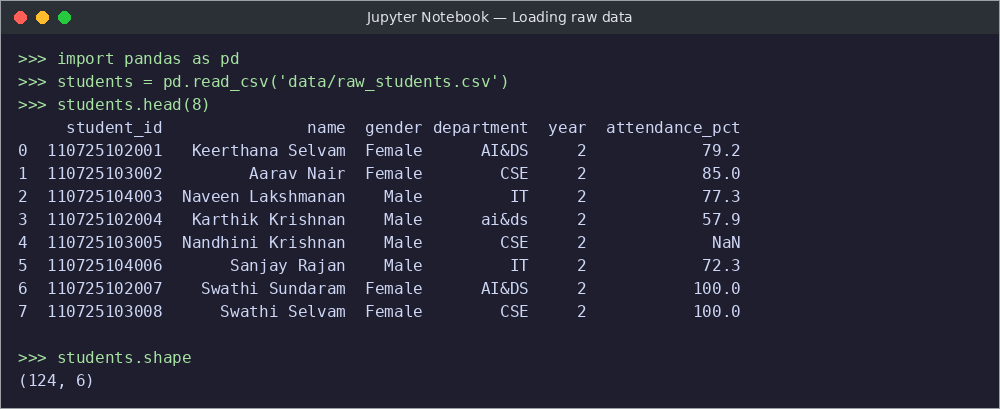 Jupyter Notebook — Loading raw data
>>> import pandas as pd
>>> students = pd.read_csv('data/raw_students.csv')
>>> students.head(8)
     student_id               name  gender department  year  attendance_pct
0  110725102001   Keerthana Selvam  Female      AI&DS     2            79.2
1  110725103002         Aarav Nair  Female        CSE     2            85.0
2  110725104003  Naveen Lakshmanan    Male         IT     2            77.3
3  110725102004   Karthik Krishnan    Male      ai&ds     2            57.9
4  110725103005  Nandhini Krishnan    Male        CSE     2             NaN
5  110725104006       Sanjay Rajan    Male         IT     2            72.3
6  110725102007    Swathi Sundaram  Female      AI&DS     2           100.0
7  110725103008      Swathi Selvam  Female        CSE     2           100.0
>>> students.shape
(124, 6)